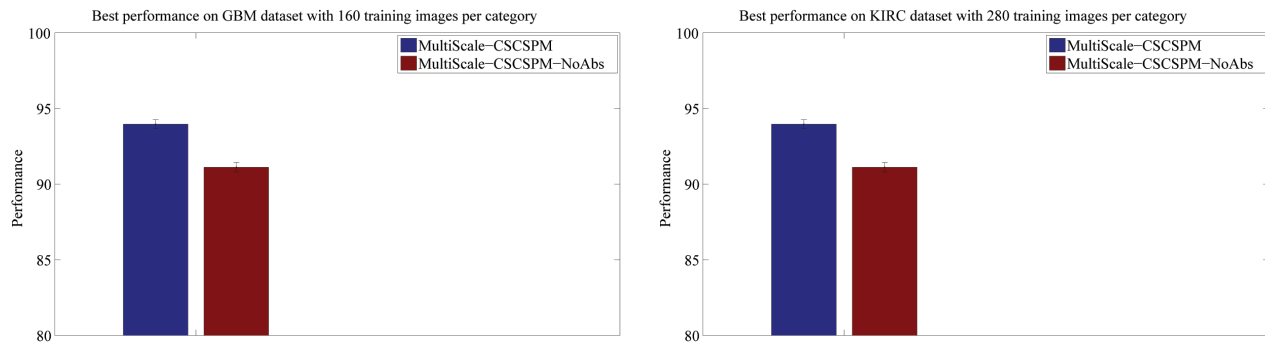 Best performance on GBM dataset with 160 training images per category
100
95
90
85
80
Performance
MultiScale−CSCSPM
MultiScale−CSCSPM−NoAbs
Best performance on KIRC dataset with 280 training images per category
100
95
90
85
80
Performance
MultiScale−CSCSPM
MultiScale−CSCSPM−NoAbs